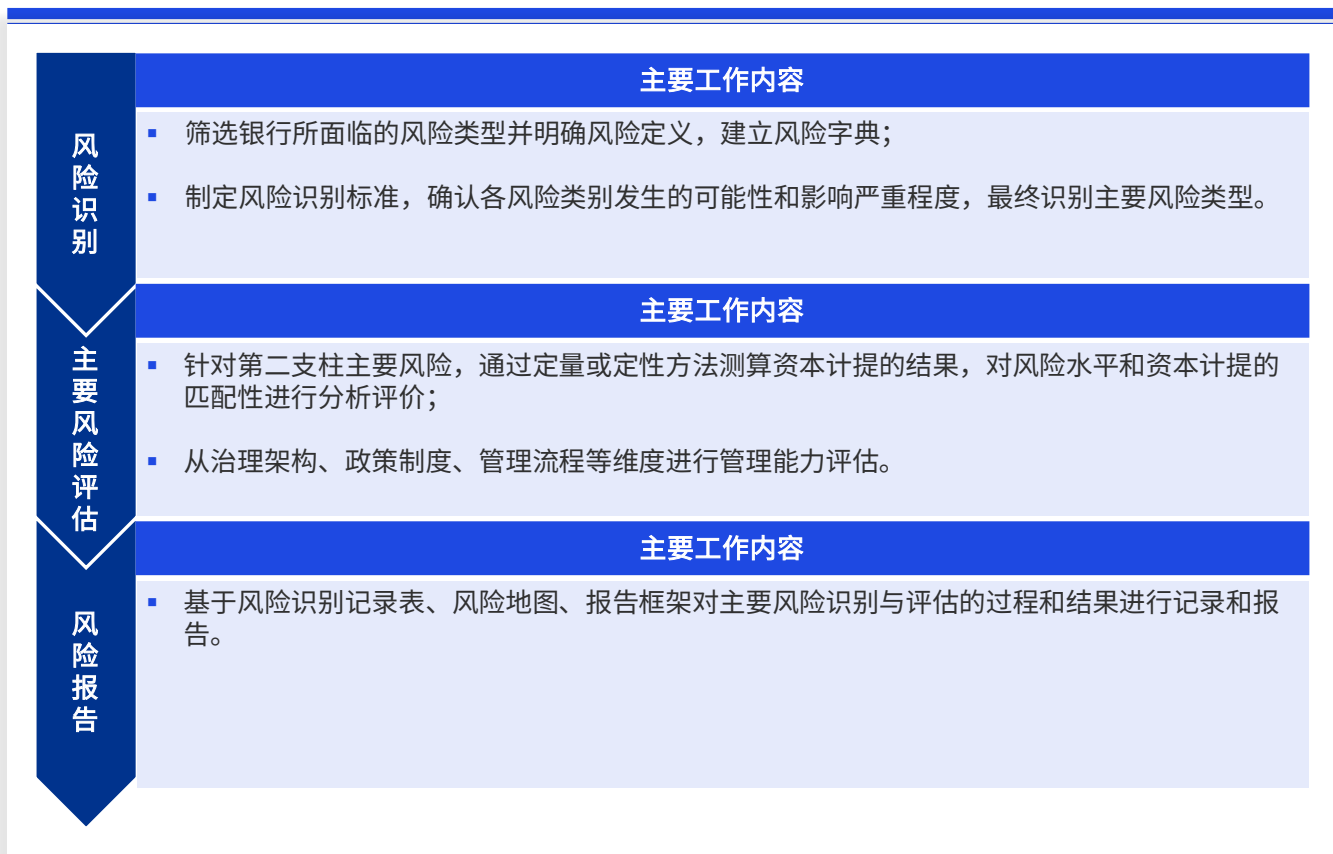 风险识别
主要工作内容
▪ 筛选银行所面临的风险类型并明确风险定义，建立风险字典；
▪ 制定风险识别标准，确认各风险类别发生的可能性和影响严重程度，最终识别主要风险类型。
主要风险评估
主要工作内容
▪ 针对第二支柱主要风险，通过定量或定性方法测算资本计提的结果，对风险水平和资本计提的
匹配性进行分析评价；
▪ 从治理架构、政策制度、管理流程等维度进行管理能力评估。
风险报告
主要工作内容
▪ 基于风险识别记录表、风险地图、报告框架对主要风险识别与评估的过程和结果进行记录和报
告。